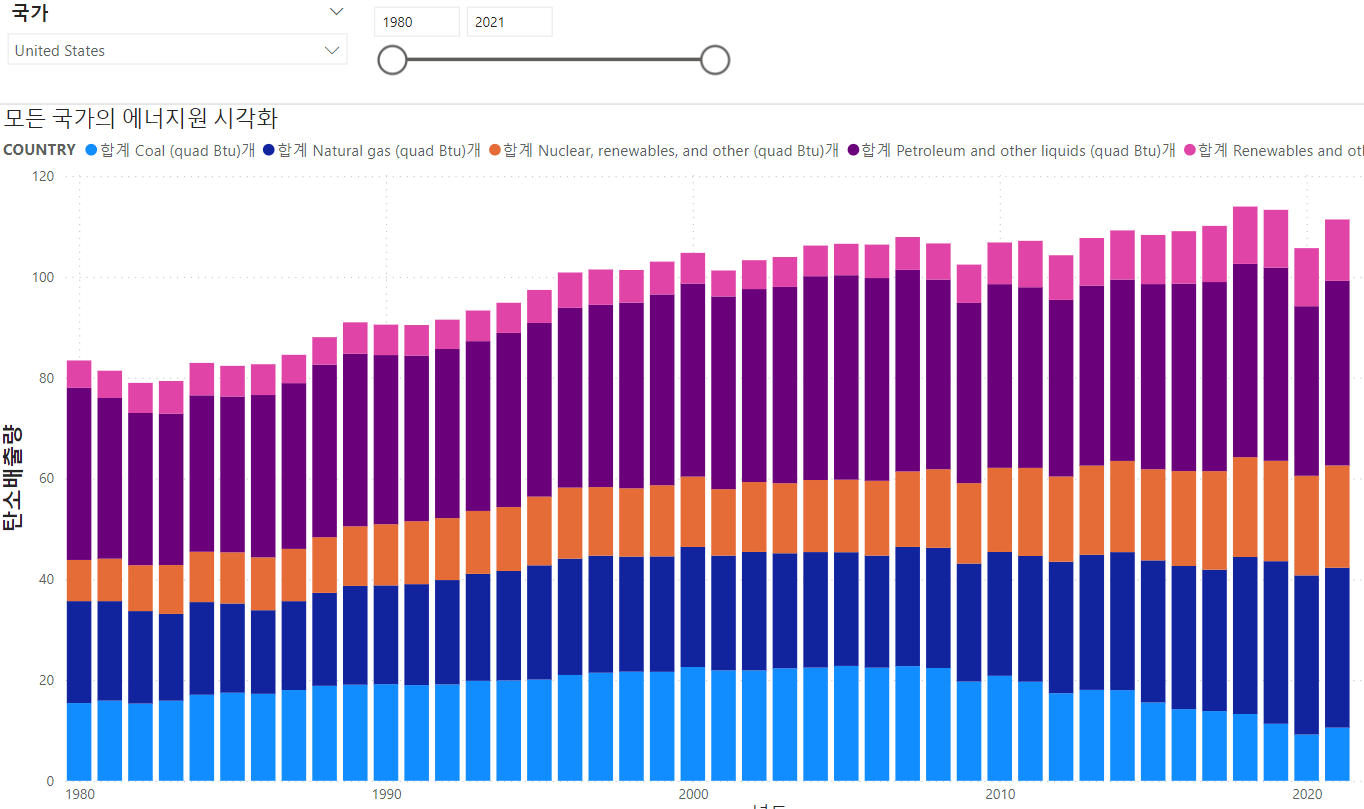 국가
United States
1980 2021
모든 국가의 에너지원 시각화
COUNTRY 합계 Coal (quad Btu)개 합계 Natural gas (quad Btu)개 합계 Nuclear, renewables, and other (quad Btu)개 합계 Petroleum and other liquids (quad Btu)개 합계 Renewables and
120
100
80
60
40
20
0
탄소배출량
1980 1990 2000 2010 2020